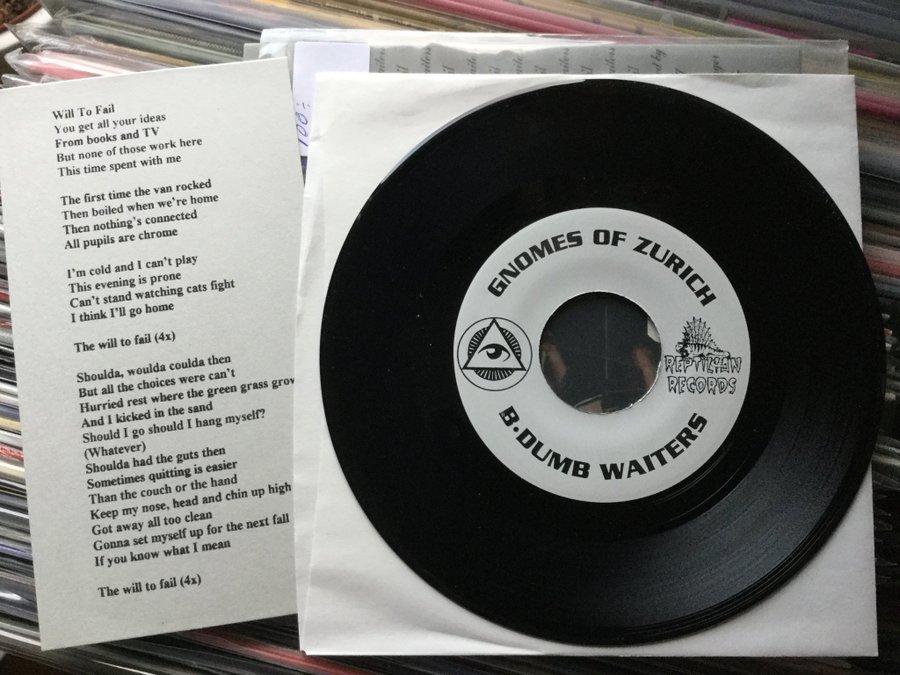 Will To Fail
You get all your ideas
From books and TV
But none of those work here
This time spent with me
The first time the van rocked
Then boiled when we're home
Then nothing's connected
All pupils are chrome
I'm cold and I can't play
This evening is prone
Can't stand watching cats fight
I think I'll go home
The will to fail (4x)
Shoulda, woulda coulda then
But all the choices were can't
Hurried rest where the green grass grov
And I kicked in the sand
Should I go should I hang myself?
(Whatever)
Shoulda had the guts then
Sometimes quitting is easier
Than the couch or the hand
Keep my nose, head and chin up high
Got away all too clean
Gonna set myself up for the next fall
If you know what I mean
The will to fail (4x)
100:-
GNOMES OF ZURICH
REPTILIAN
RECORDS
B•DUMB WAITERS